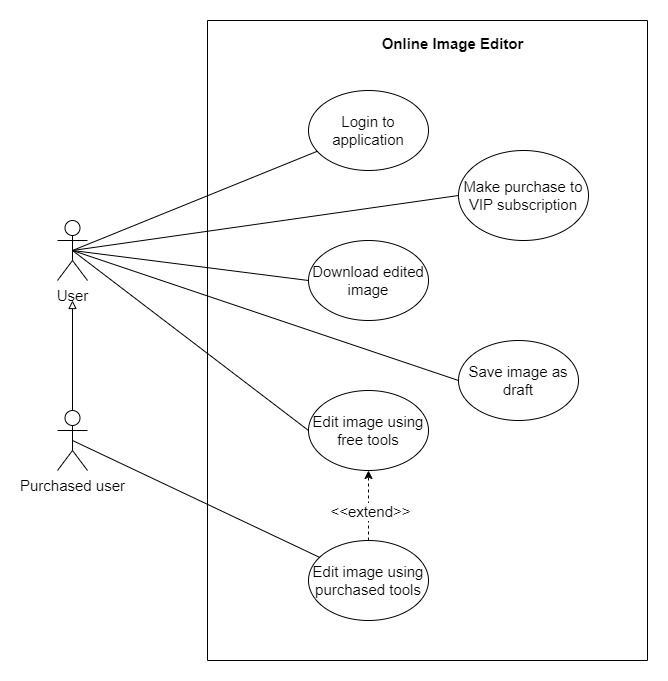 Online Image Editor
Login to
application
Make purchase to
VIP subscription
User
Download edited
image
Save image as
draft
Edit image using
free tools
Purchased user
<<extend>>
Edit image using
purchased tools